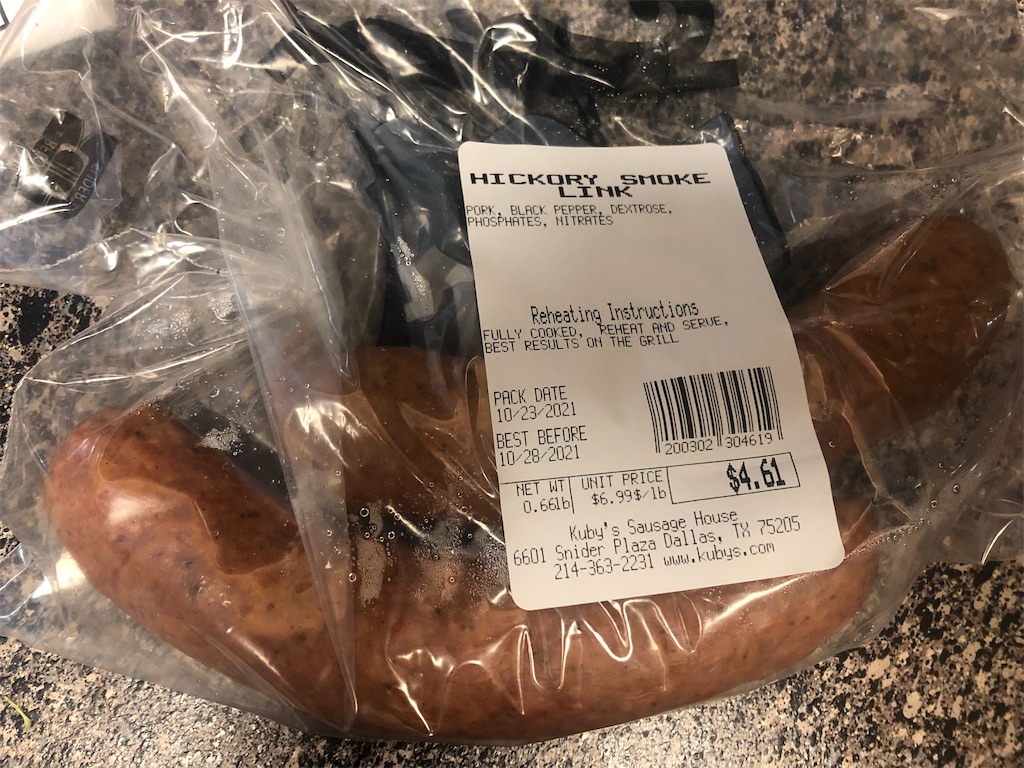 HICKORY SMOKE
LINK
PORK, BLACK PEPPER, DEXTROSE,
PHOSPHATES, NITRATES
Reheating Instructions
FULLY COOKED, REHEAT AND SERVE,
BEST RESULTS ON THE GRILL
PACK DATE
10/23/2021
BEST BEFORE
10/28/2021
200302 304619
NET WT
0.66lb
UNIT PRICE
$6.99$/lb
$4.61
Kuby's Sausage House
6601 Snider Plaza Dallas, TX 75205
214-363-2231 www.kubys.com